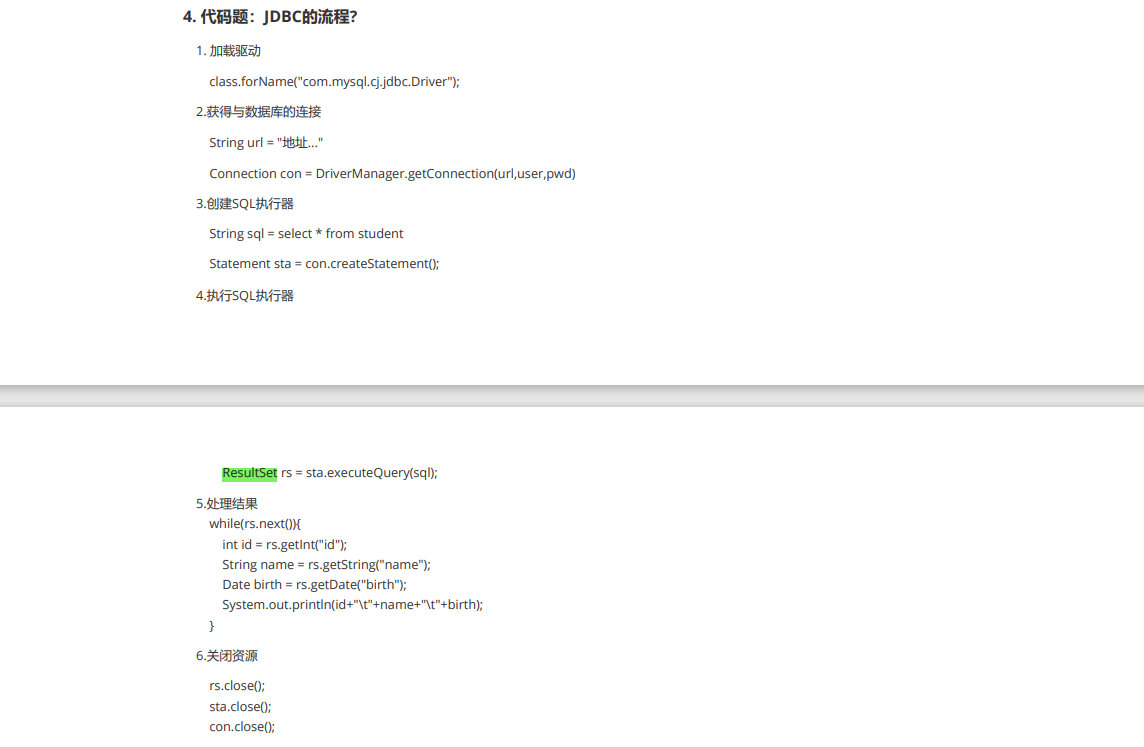 4. 代码题：JDBC的流程?
1. 加载驱动
class.forName("com.mysql.cj.jdbc.Driver");
2.获得与数据库的连接
String url = "地址..."
Connection con = DriverManager.getConnection(url,user,pwd)
3.创建SQL执行器
String sql = select * from student
Statement sta = con.createStatement();
4.执行SQL执行器
ResultSet rs = sta.executeQuery(sql);
5.处理结果
while(rs.next()){
int id = rs.getInt("id");
String name = rs.getString("name");
Date birth = rs.getDate("birth");
System.out.println(id+"\t"+name+"\t"+birth);
}
6.关闭资源
rs.close();
sta.close();
con.close();